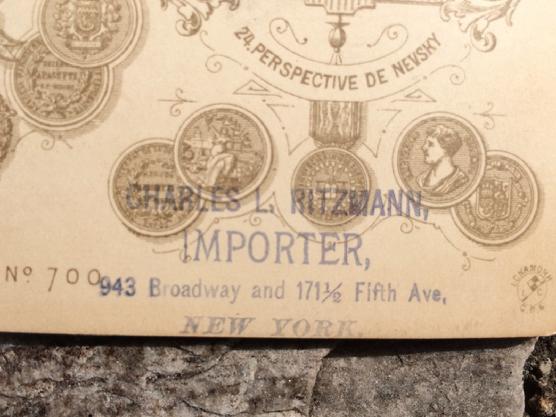 24, PERSPECTIVE DE NEVSKY
CHARLES L. RITZMANN,
IMPORTER,
Nº 700
943 Broadway and 171½ Fifth Ave,
NEW YORK.